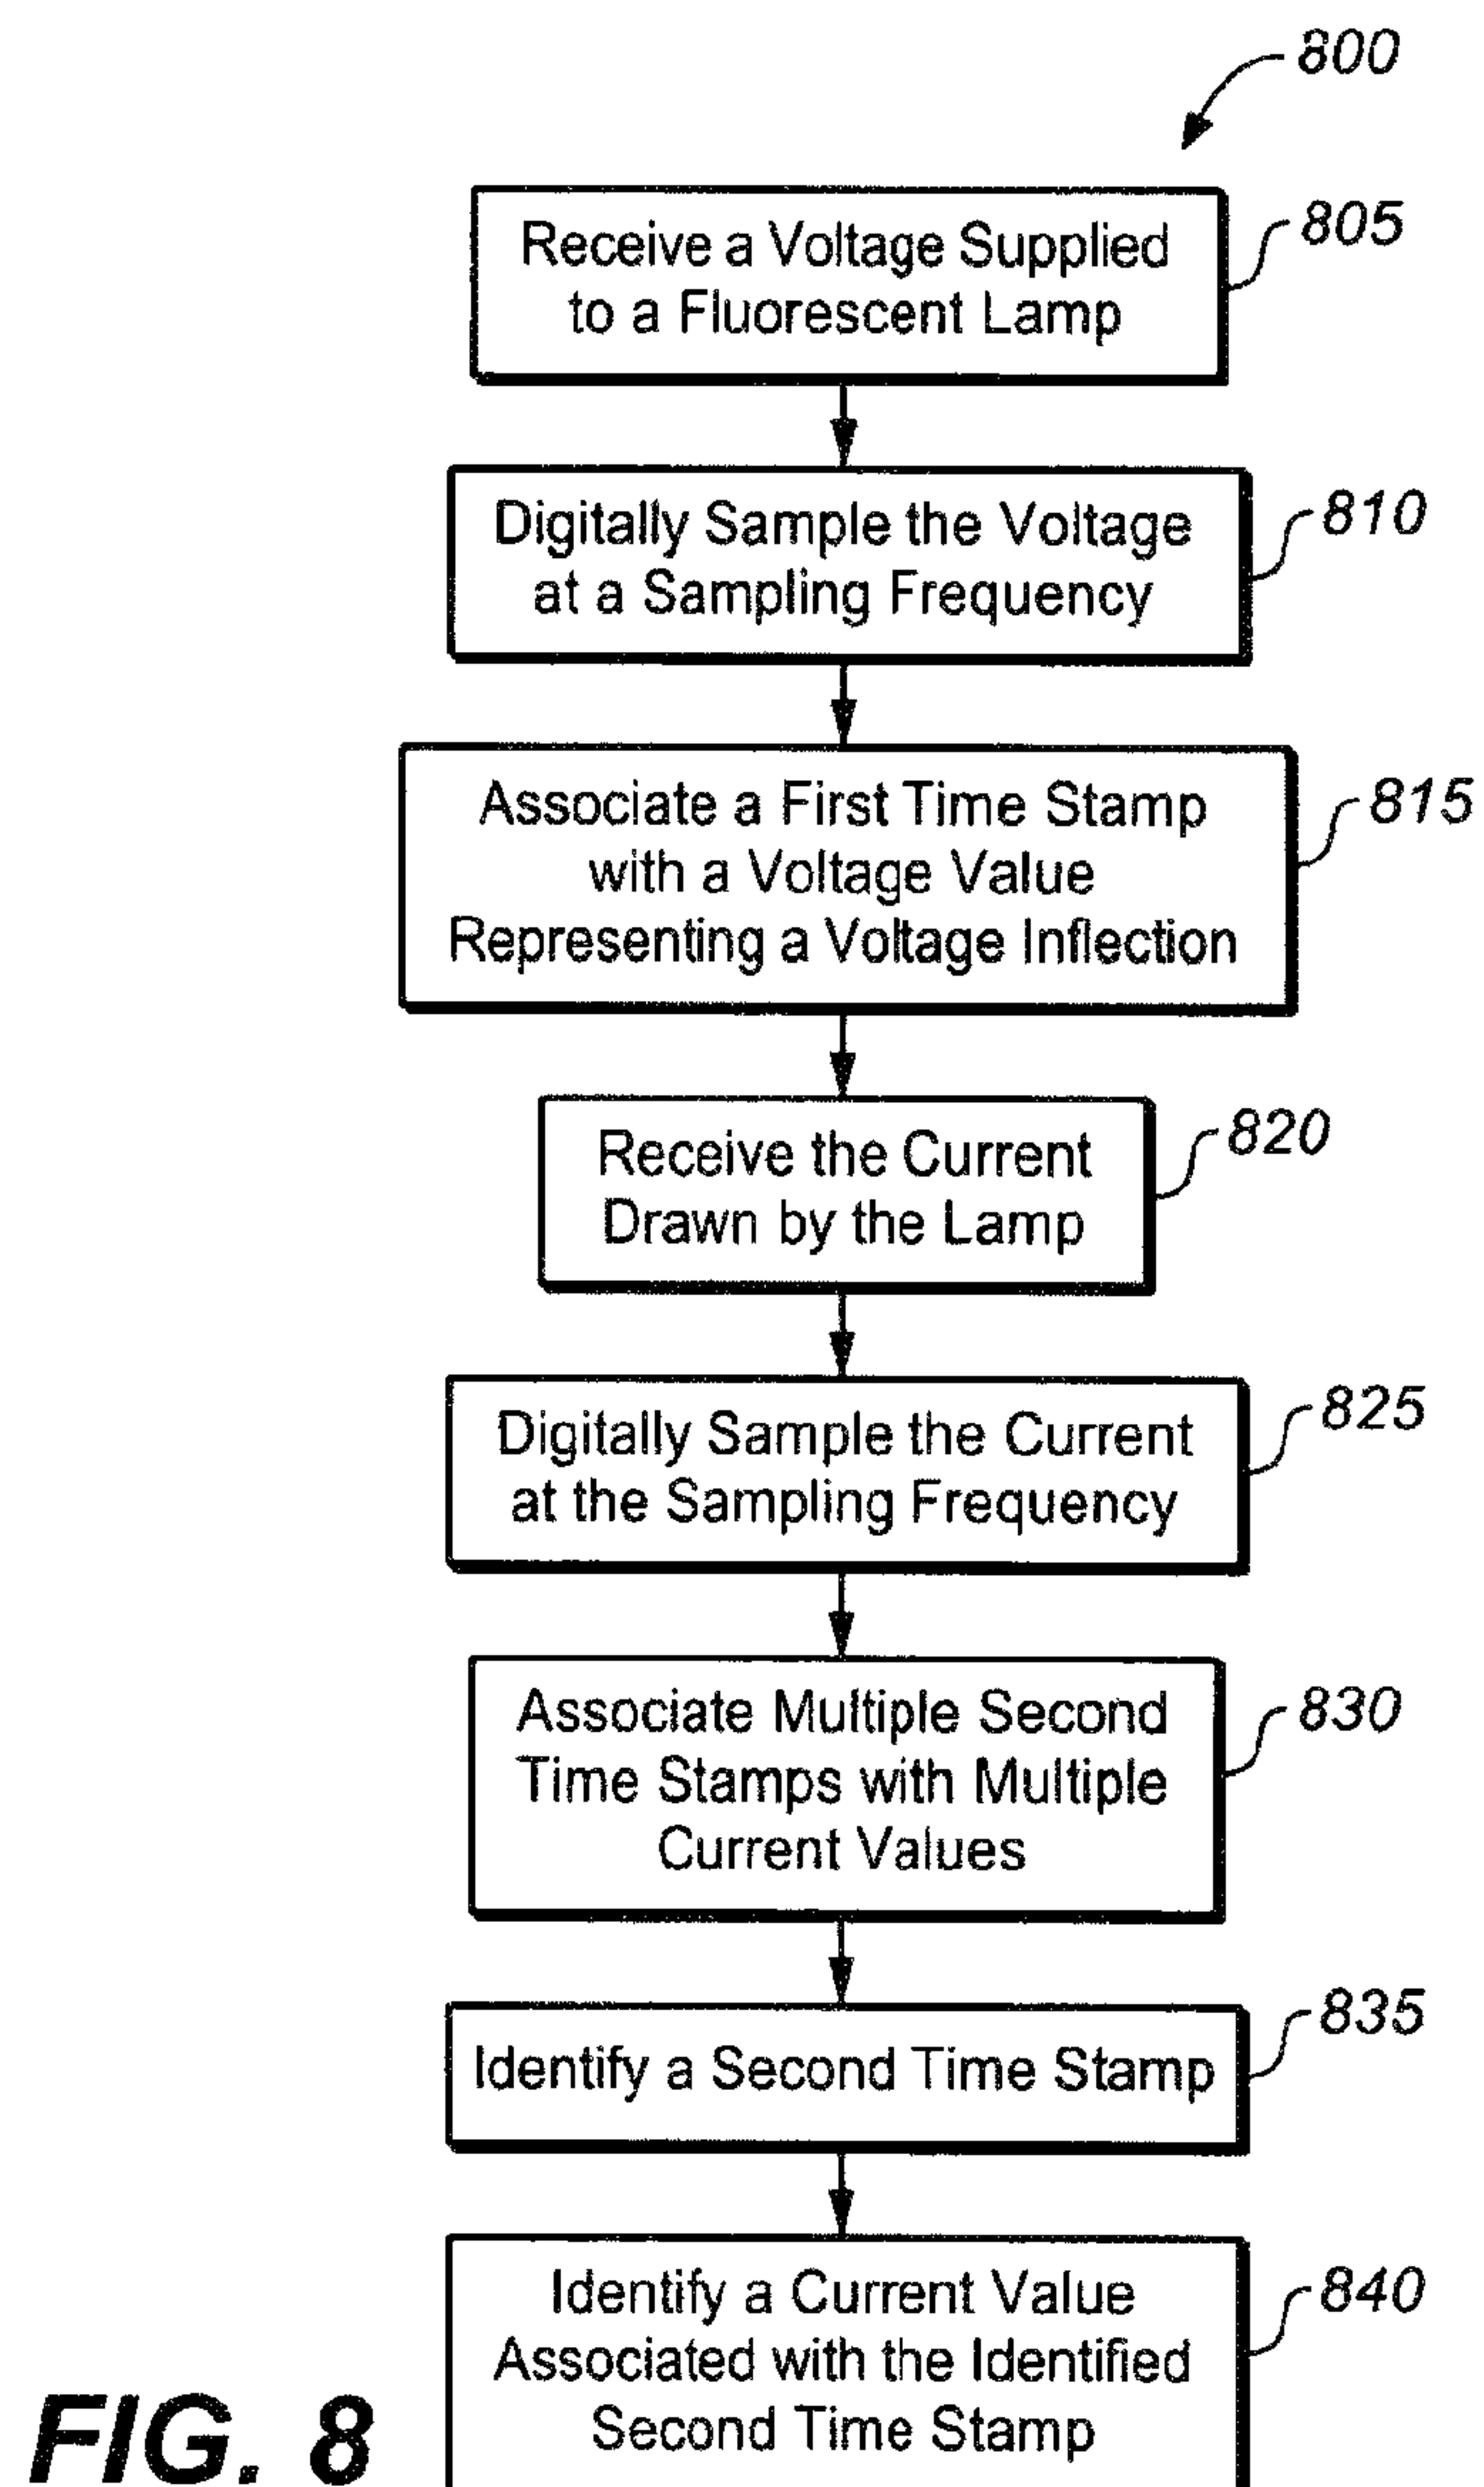 800
Receive a Voltage Supplied
to a Fluorescent Lamp
805
Digitally Sample the Voltage
at a Sampling Frequency
810
Associate a First Time Stamp
with a Voltage Value
Representing a Voltage Inflection
815
Receive the Current
Drawn by the Lamp
820
Digitally Sample the Current
at the Sampling Frequency
825
Associate Multiple Second
Time Stamps with Multiple
Current Values
830
Identify a Second Time Stamp
835
Identify a Current Value
Associated with the Identified
Second Time Stamp
840
FIG. 8